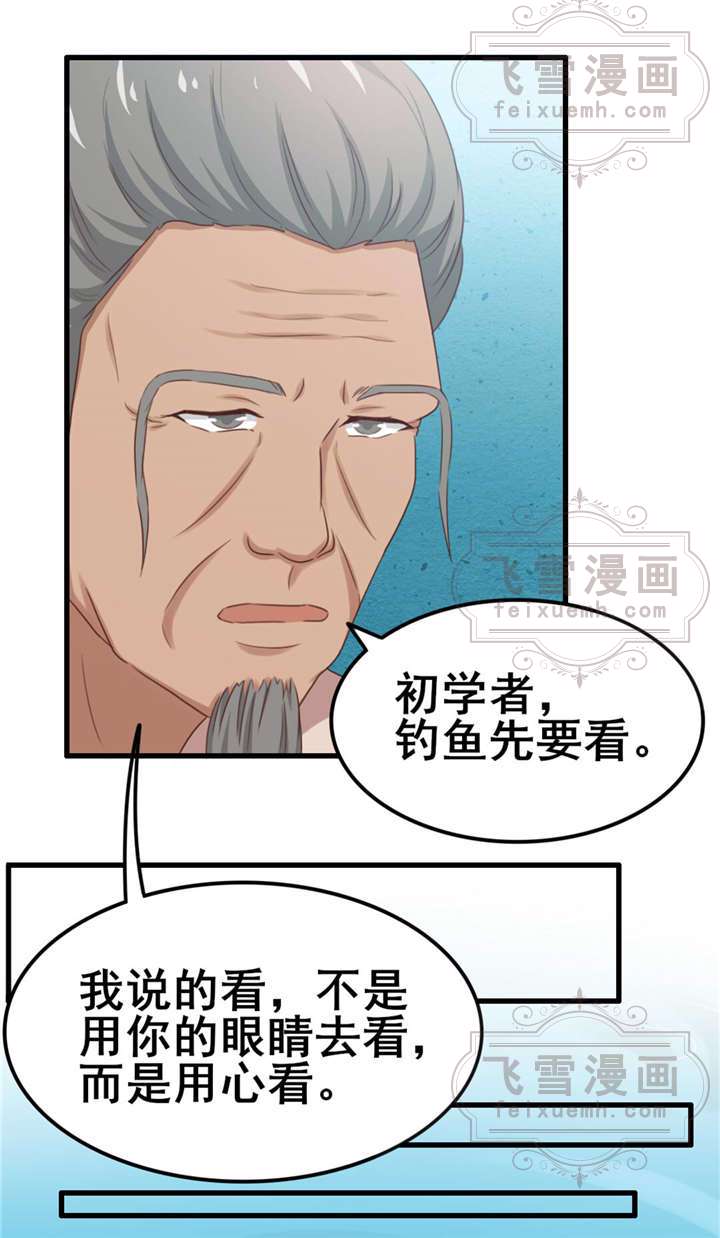 飞雪漫画
feixuemh.com
飞雪漫画
feixuemh.com
初学者，
钓鱼先要看。
我说的看，不是
用你的眼睛去看，
而是用心看。
飞雪漫画
feixuemh.com